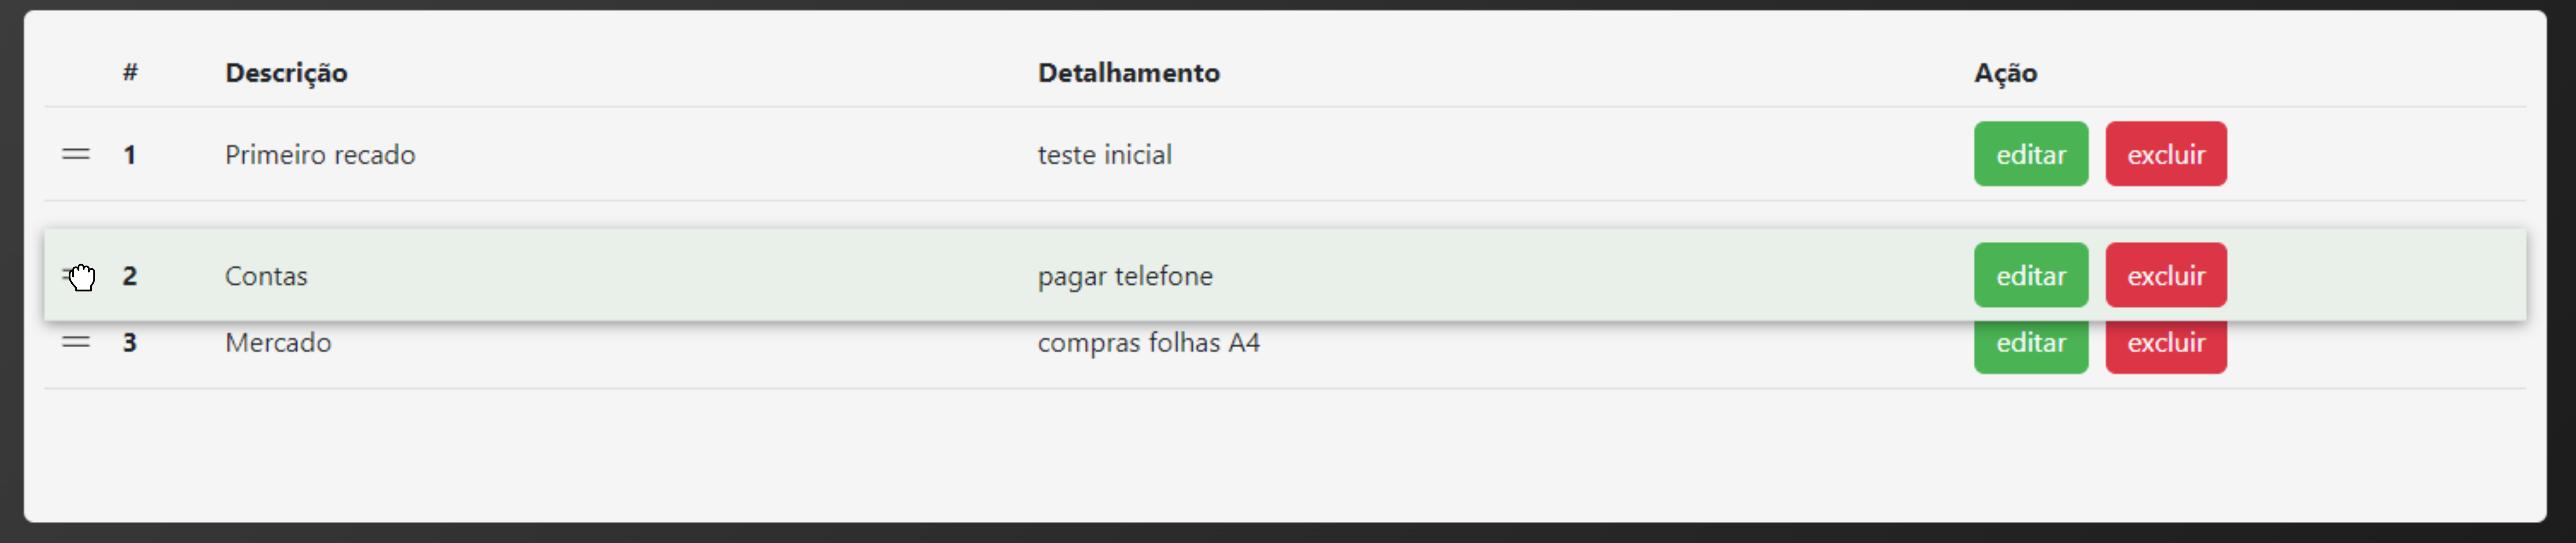 # Descrição Detalhamento Ação
1 Primeiro recado teste inicial editar excluir
2 Contas pagar telefone editar excluir
3 Mercado compras folhas A4 editar excluir